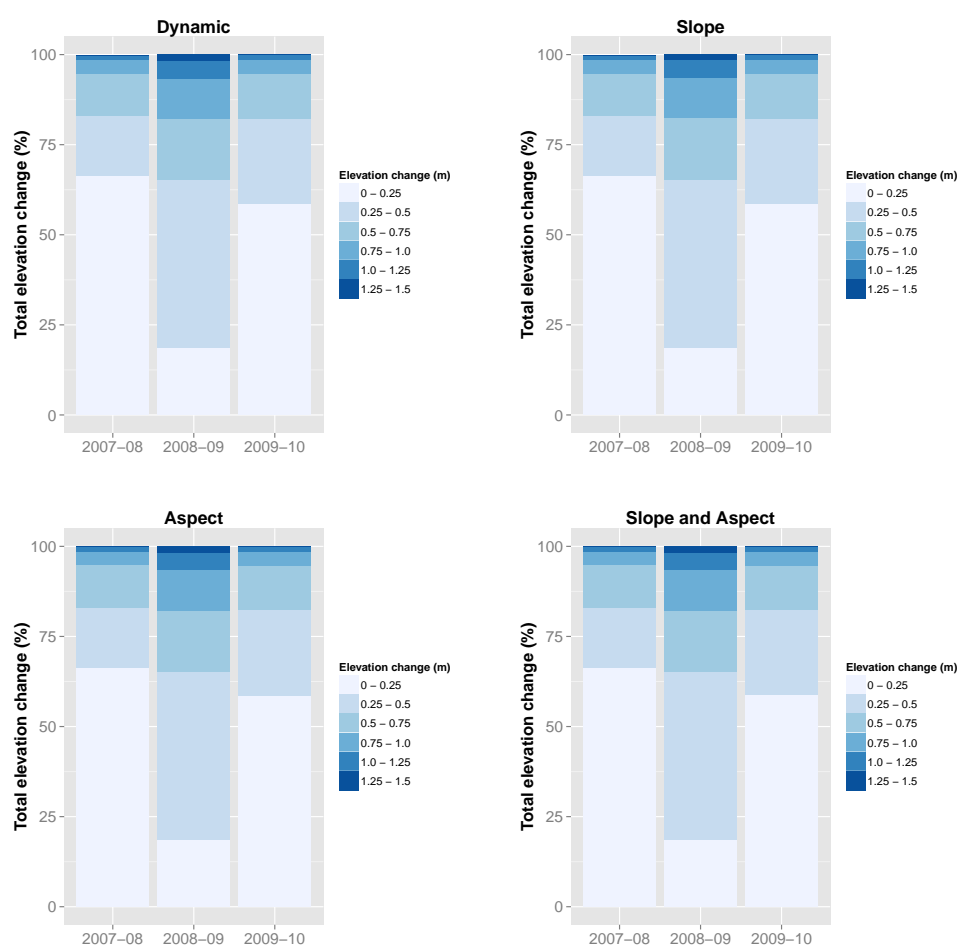 Dynamic
Total elevation change (%)
100
75
50
25
0
2007–08 2008–09 2009–10
Elevation change (m)
0 – 0.25
0.25 – 0.5
0.5 – 0.75
0.75 – 1.0
1.0 – 1.25
1.25 – 1.5
Slope
Total elevation change (%)
100
75
50
25
0
2007–08 2008–09 2009–10
Elevation change (m)
0 – 0.25
0.25 – 0.5
0.5 – 0.75
0.75 – 1.0
1.0 – 1.25
1.25 – 1.5
Aspect
Total elevation change (%)
100
75
50
25
0
2007–08 2008–09 2009–10
Elevation change (m)
0 – 0.25
0.25 – 0.5
0.5 – 0.75
0.75 – 1.0
1.0 – 1.25
1.25 – 1.5
Slope and Aspect
Total elevation change (%)
100
75
50
25
0
2007–08 2008–09 2009–10
Elevation change (m)
0 – 0.25
0.25 – 0.5
0.5 – 0.75
0.75 – 1.0
1.0 – 1.25
1.25 – 1.5